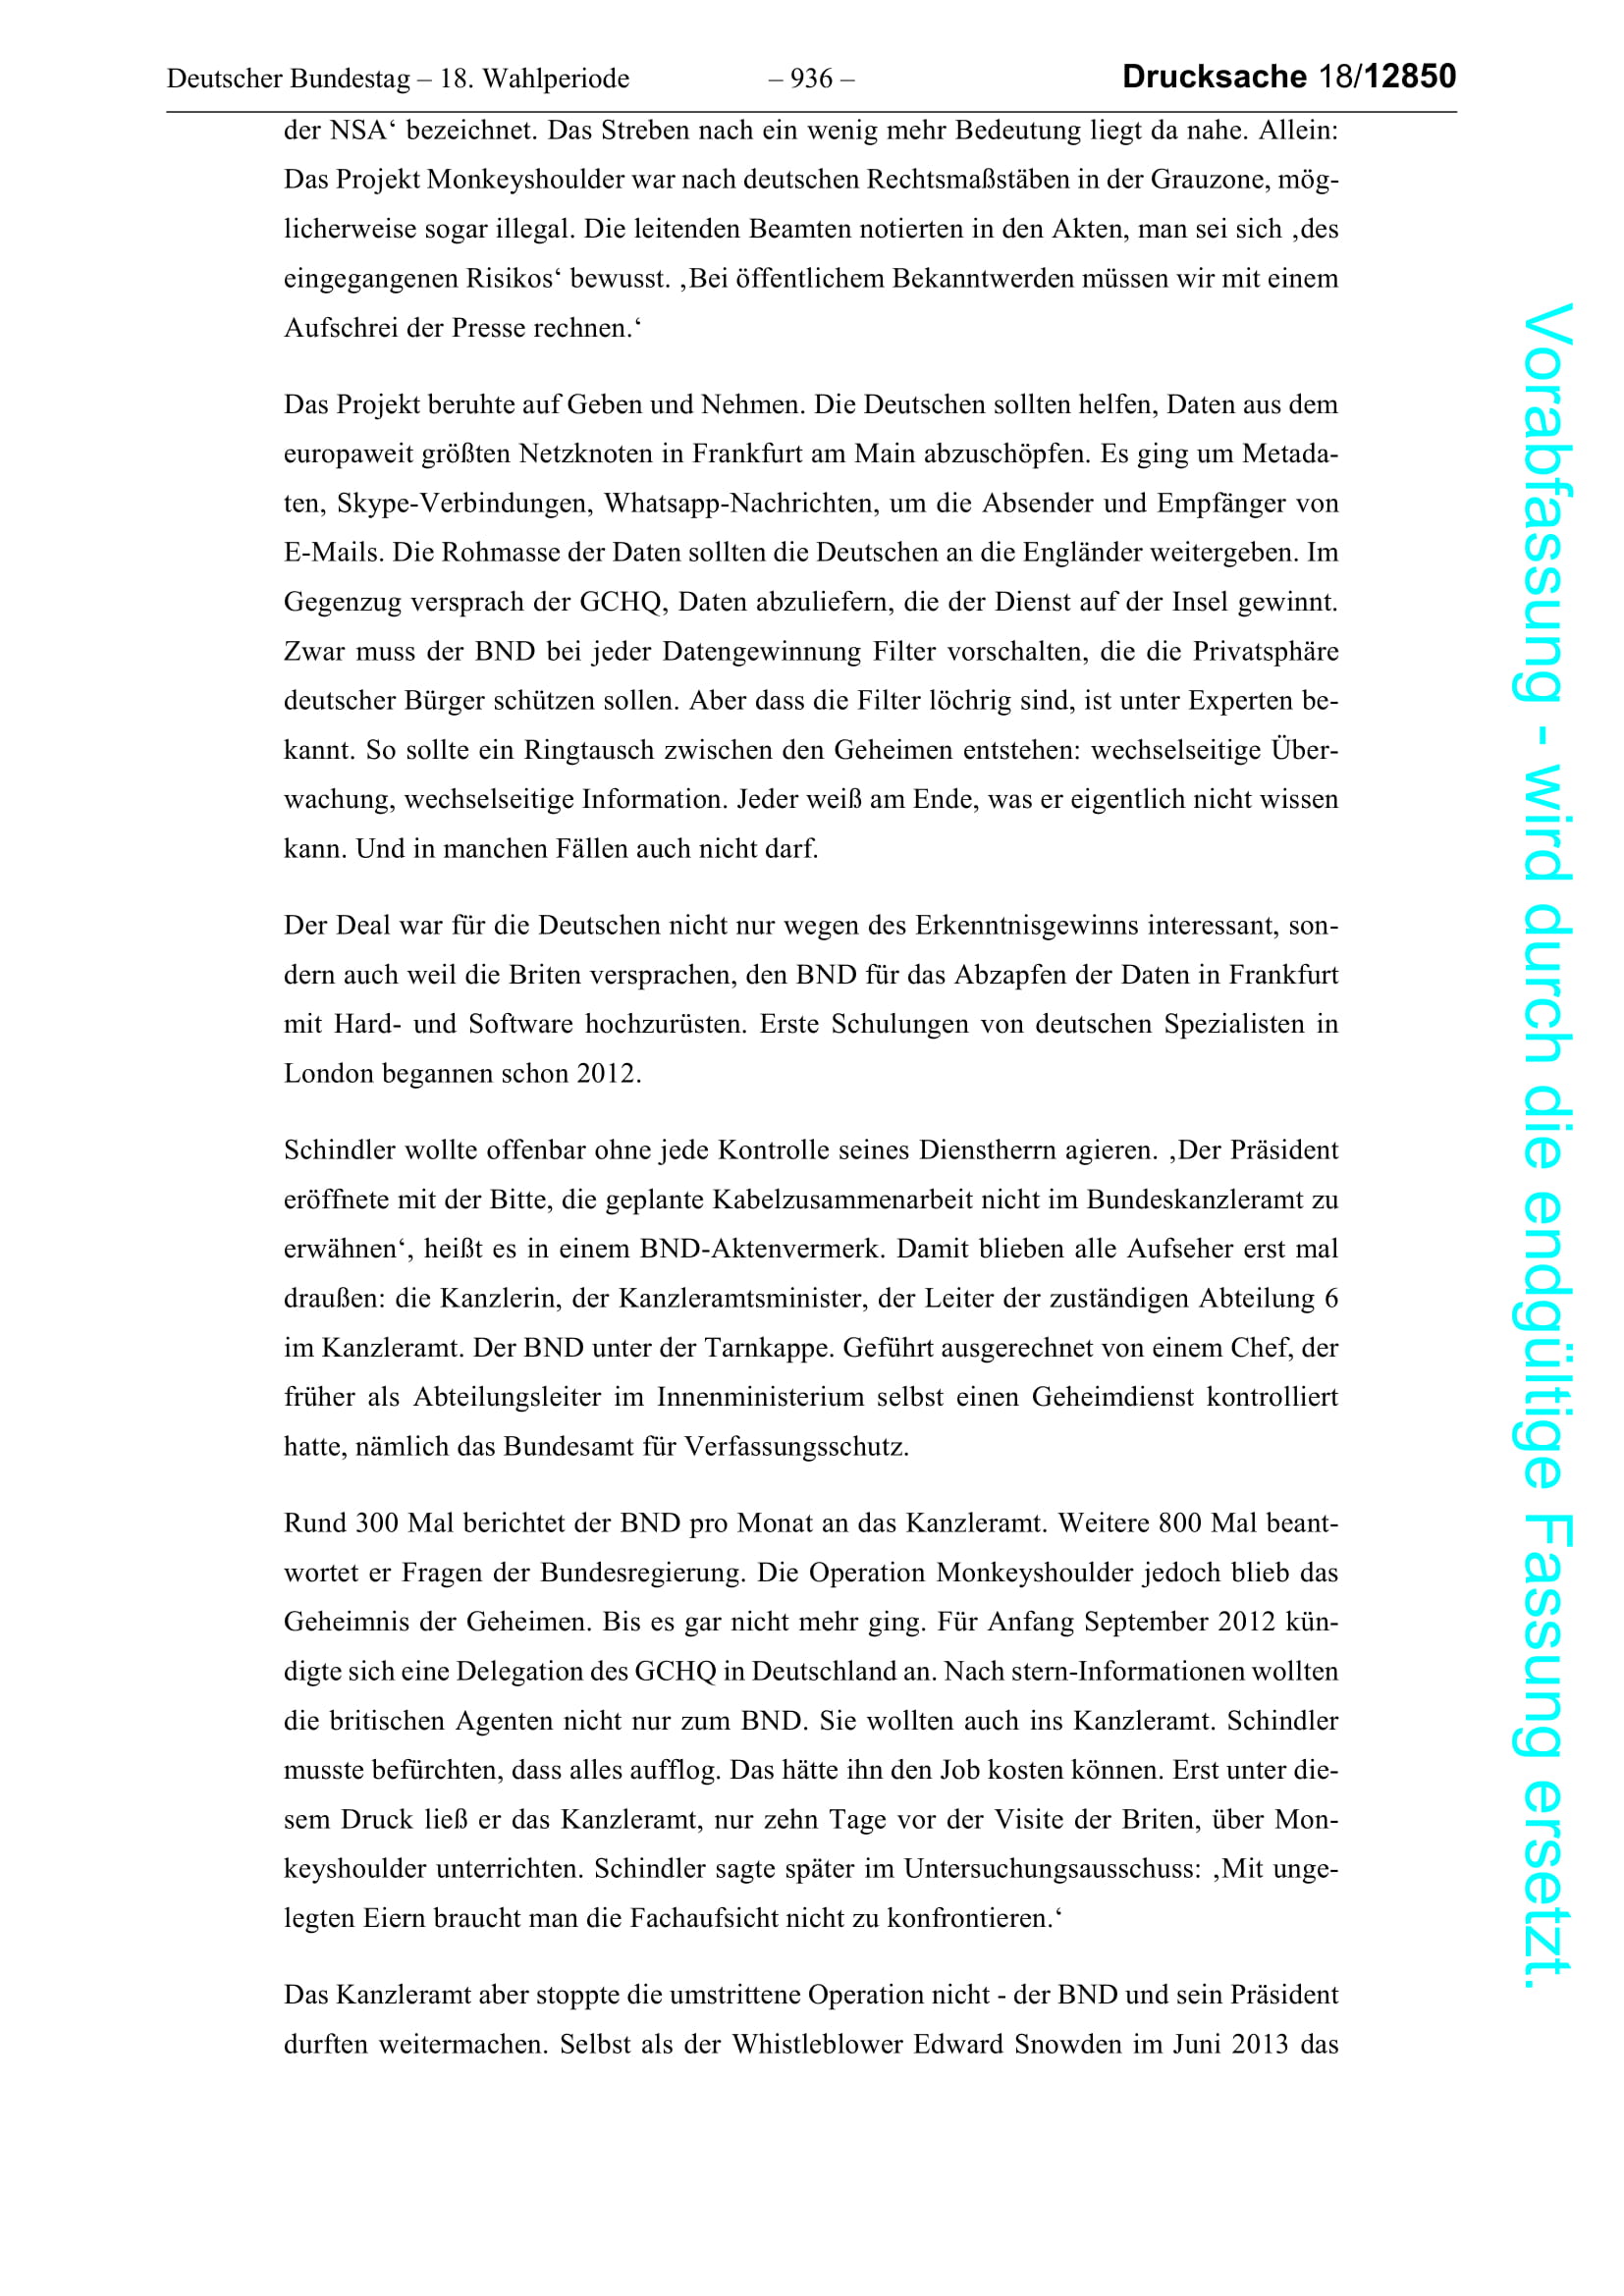 Deutscher Bundestag – 18. Wahlperiode – 936 – Drucksache 18/12850
der NSA‘ bezeichnet. Das Streben nach ein wenig mehr Bedeutung liegt da nahe. Allein:
Das Projekt Monkeyshoulder war nach deutschen Rechtsmaßstäben in der Grauzone, mög-
licherweise sogar illegal. Die leitenden Beamten notierten in den Akten, man sei sich ‚des
eingegangenen Risikos‘ bewusst. ‚Bei öffentlichem Bekanntwerden müssen wir mit einem
Aufschrei der Presse rechnen.‘
Das Projekt beruhte auf Geben und Nehmen. Die Deutschen sollten helfen, Daten aus dem
europaweit größten Netzknoten in Frankfurt am Main abzuschöpfen. Es ging um Metada-
ten, Skype-Verbindungen, Whatsapp-Nachrichten, um die Absender und Empfänger von
E-Mails. Die Rohmasse der Daten sollten die Deutschen an die Engländer weitergeben. Im
Gegenzug versprach der GCHQ, Daten abzuliefern, die der Dienst auf der Insel gewinnt.
Zwar muss der BND bei jeder Datengewinnung Filter vorschalten, die die Privatsphäre
deutscher Bürger schützen sollen. Aber dass die Filter löchrig sind, ist unter Experten be-
kannt. So sollte ein Ringtausch zwischen den Geheimen entstehen: wechselseitige Über-
wachung, wechselseitige Information. Jeder weiß am Ende, was er eigentlich nicht wissen
kann. Und in manchen Fällen auch nicht darf.
Der Deal war für die Deutschen nicht nur wegen des Erkenntnisgewinns interessant, son-
dern auch weil die Briten versprachen, den BND für das Abzapfen der Daten in Frankfurt
mit Hard- und Software hochzurüsten. Erste Schulungen von deutschen Spezialisten in
London begannen schon 2012.
Schindler wollte offenbar ohne jede Kontrolle seines Dienstherrn agieren. ‚Der Präsident
eröffnete mit der Bitte, die geplante Kabelzusammenarbeit nicht im Bundeskanzleramt zu
erwähnen‘, heißt es in einem BND-Aktenvermerk. Damit blieben alle Aufseher erst mal
draußen: die Kanzlerin, der Kanzleramtsminister, der Leiter der zuständigen Abteilung 6
im Kanzleramt. Der BND unter der Tarnkappe. Geführt ausgerechnet von einem Chef, der
früher als Abteilungsleiter im Innenministerium selbst einen Geheimdienst kontrolliert
hatte, nämlich das Bundesamt für Verfassungsschutz.
Rund 300 Mal berichtet der BND pro Monat an das Kanzleramt. Weitere 800 Mal beant-
wortet er Fragen der Bundesregierung. Die Operation Monkeyshoulder jedoch blieb das
Geheimnis der Geheimen. Bis es gar nicht mehr ging. Für Anfang September 2012 kün-
digte sich eine Delegation des GCHQ in Deutschland an. Nach stern-Informationen wollten
die britischen Agenten nicht nur zum BND. Sie wollten auch ins Kanzleramt. Schindler
musste befürchten, dass alles aufflog. Das hätte ihn den Job kosten können. Erst unter die-
sem Druck ließ er das Kanzleramt, nur zehn Tage vor der Visite der Briten, über Mon-
keyshoulder unterrichten. Schindler sagte später im Untersuchungsausschuss: ‚Mit unge-
legten Eiern braucht man die Fachaufsicht nicht zu konfrontieren.‘
Das Kanzleramt aber stoppte die umstrittene Operation nicht - der BND und sein Präsident
durften weitermachen. Selbst als der Whistleblower Edward Snowden im Juni 2013 das
Vorabfassung - wird durch die endgültige Fassung ersetzt.